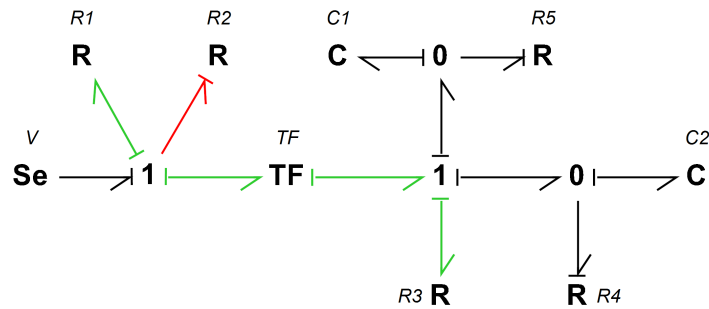 R1 R2 C1 R5
R R C 0 R
V TF C2
Se 1 TF 1 0 C
R3 R R R4